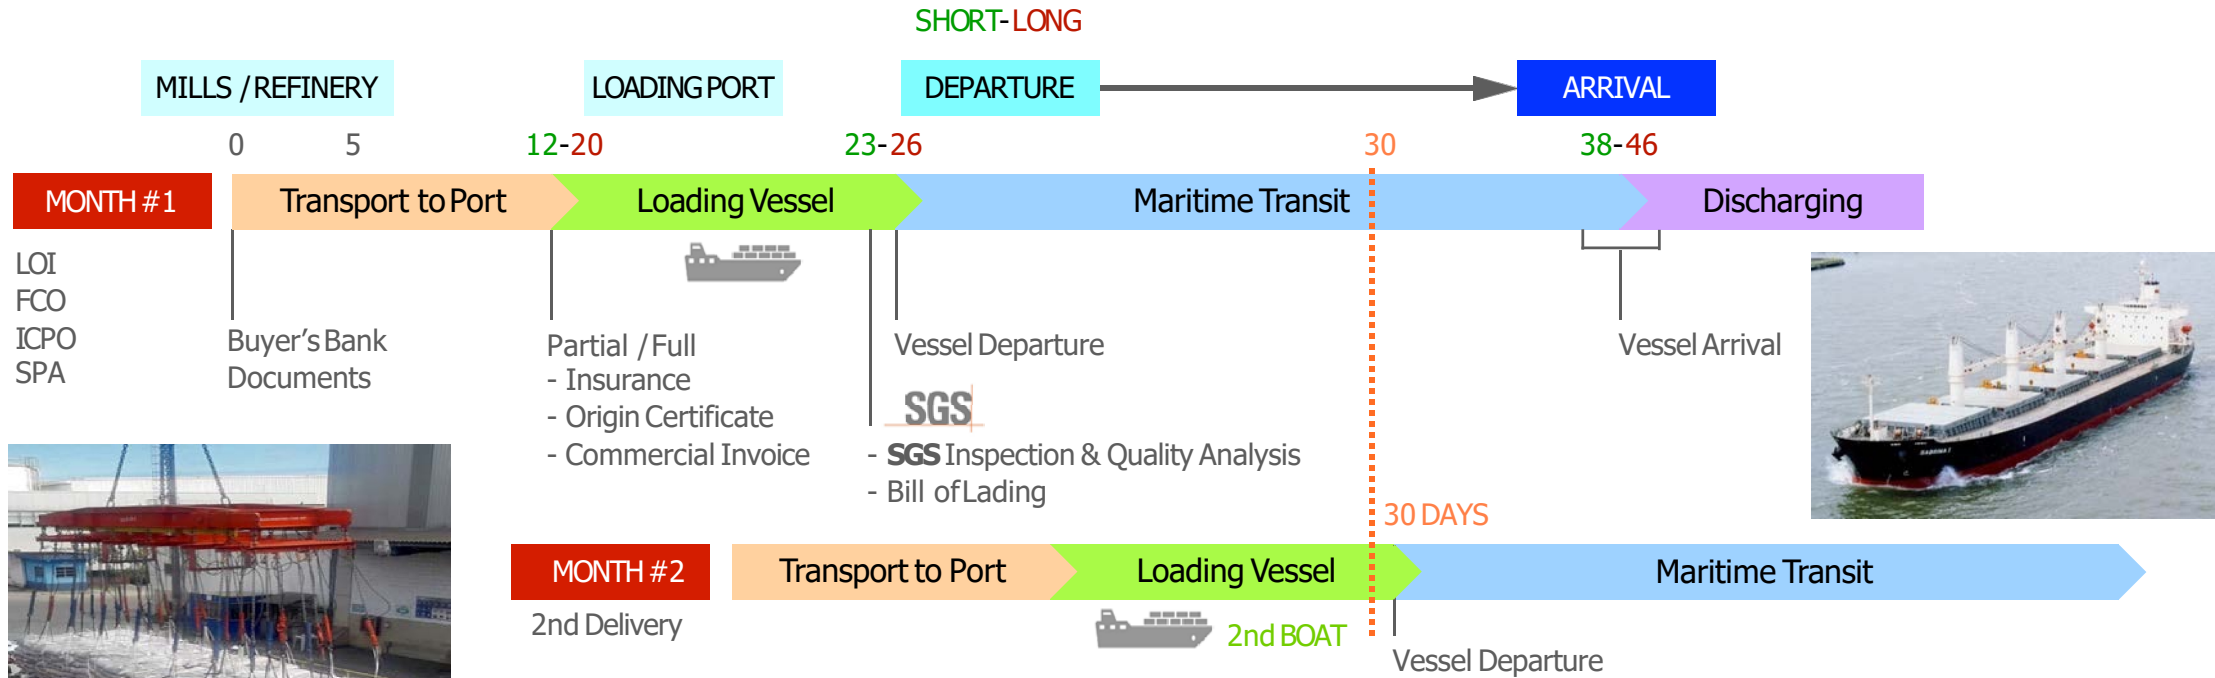 SHORT-LONG
MILLS / REFINERY
LOADING PORT
DEPARTURE
ARRIVAL
0
5
12-20
23-26
30
38-46
MONTH #1
Transport to Port
Loading Vessel
Maritime Transit
Discharging
LOI
FCO
ICPO
SPA
Buyer's Bank
Documents
Partial / Full
- Insurance
- Origin Certificate
- Commercial Invoice
Vessel Departure
SGS
- SGS Inspection & Quality Analysis
- Bill of Lading
Vessel Arrival
SABRINA I
30 DAYS
MONTH #2
Transport to Port
Loading Vessel
Maritime Transit
2nd Delivery
2nd BOAT
Vessel Departure